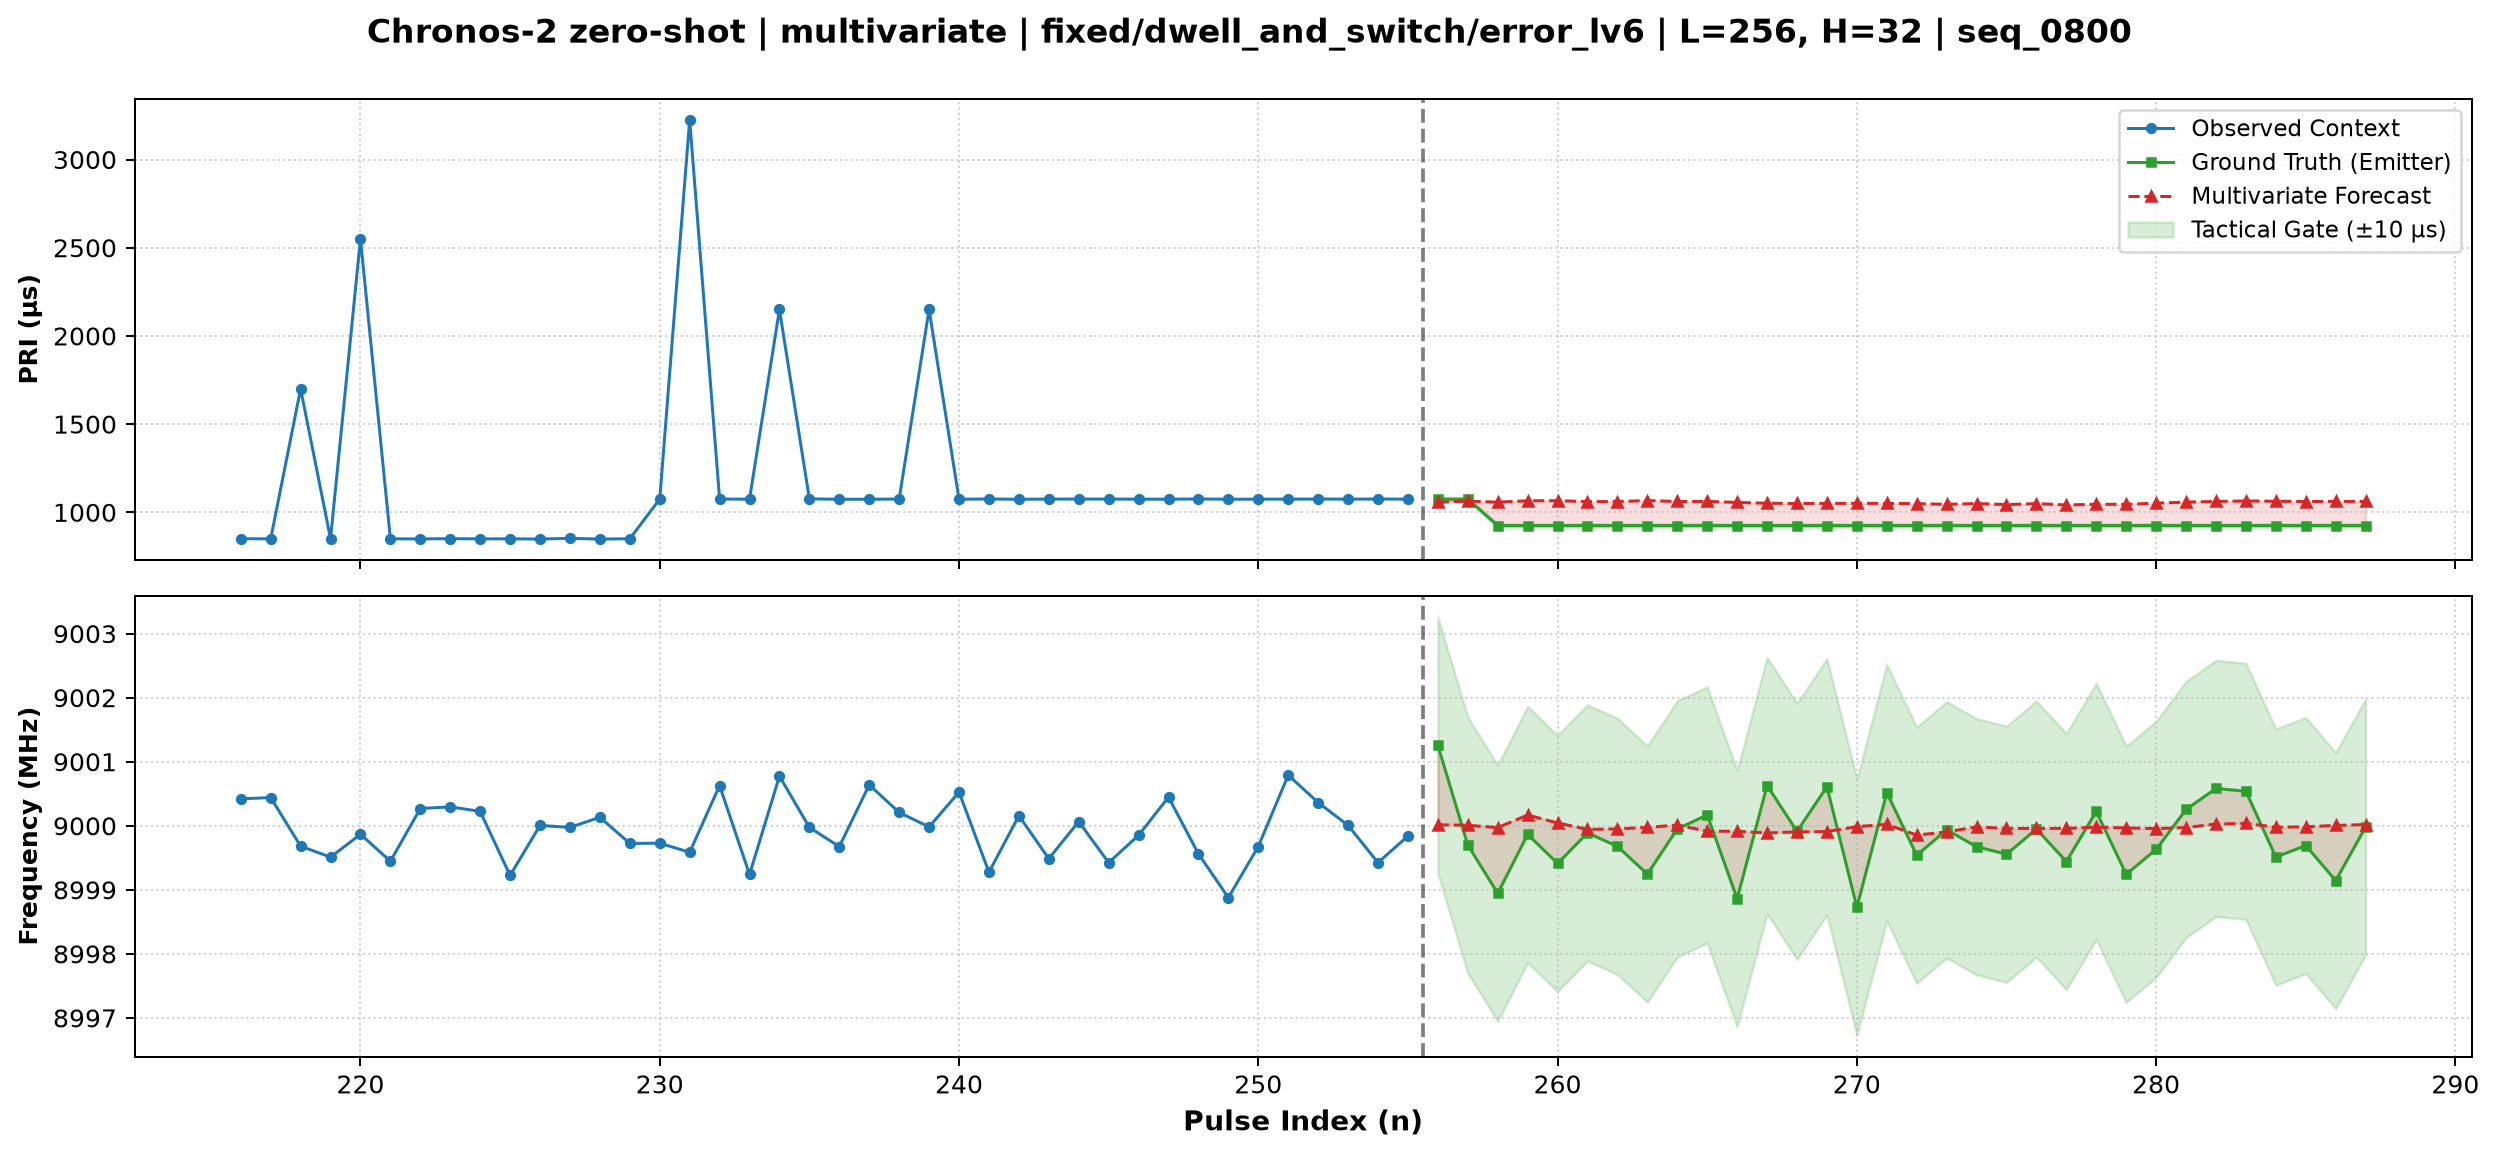 Chronos-2 zero-shot | multivariate | fixed/dwell_and_switch/error_lv6 | L=256, H=32 | seq_0800
Observed Context
Ground Truth (Emitter)
Multivariate Forecast
Tactical Gate (±10 µs)
PRI (µs)
3000
2500
2000
1500
1000
Frequency (MHz)
9003
9002
9001
9000
8999
8998
8997
220 230 240 250 260 270 280 290
Pulse Index (n)